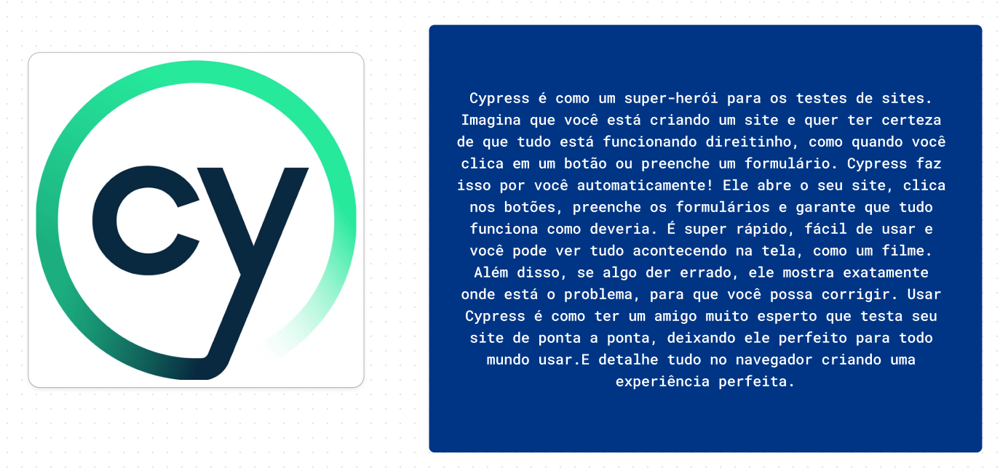 cy
Cypress é como um super-herói para os testes de sites.
Imagina que você está criando um site e quer ter certeza
de que tudo está funcionando direitinho, como quando você
clica em um botão ou preenche um formulário. Cypress faz
isso por você automaticamente! Ele abre o seu site, clica
nos botões, preenche os formulários e garante que tudo
funciona como deveria. É super rápido, fácil de usar e
você pode ver tudo acontecendo na tela, como um filme.
Além disso, se algo der errado, ele mostra exatamente
onde está o problema, para que você possa corrigir. Usar
Cypress é como ter um amigo muito esperto que testa seu
site de ponta a ponta, deixando ele perfeito para todo
mundo usar.E detalhe tudo no navegador criando uma
experiência perfeita.